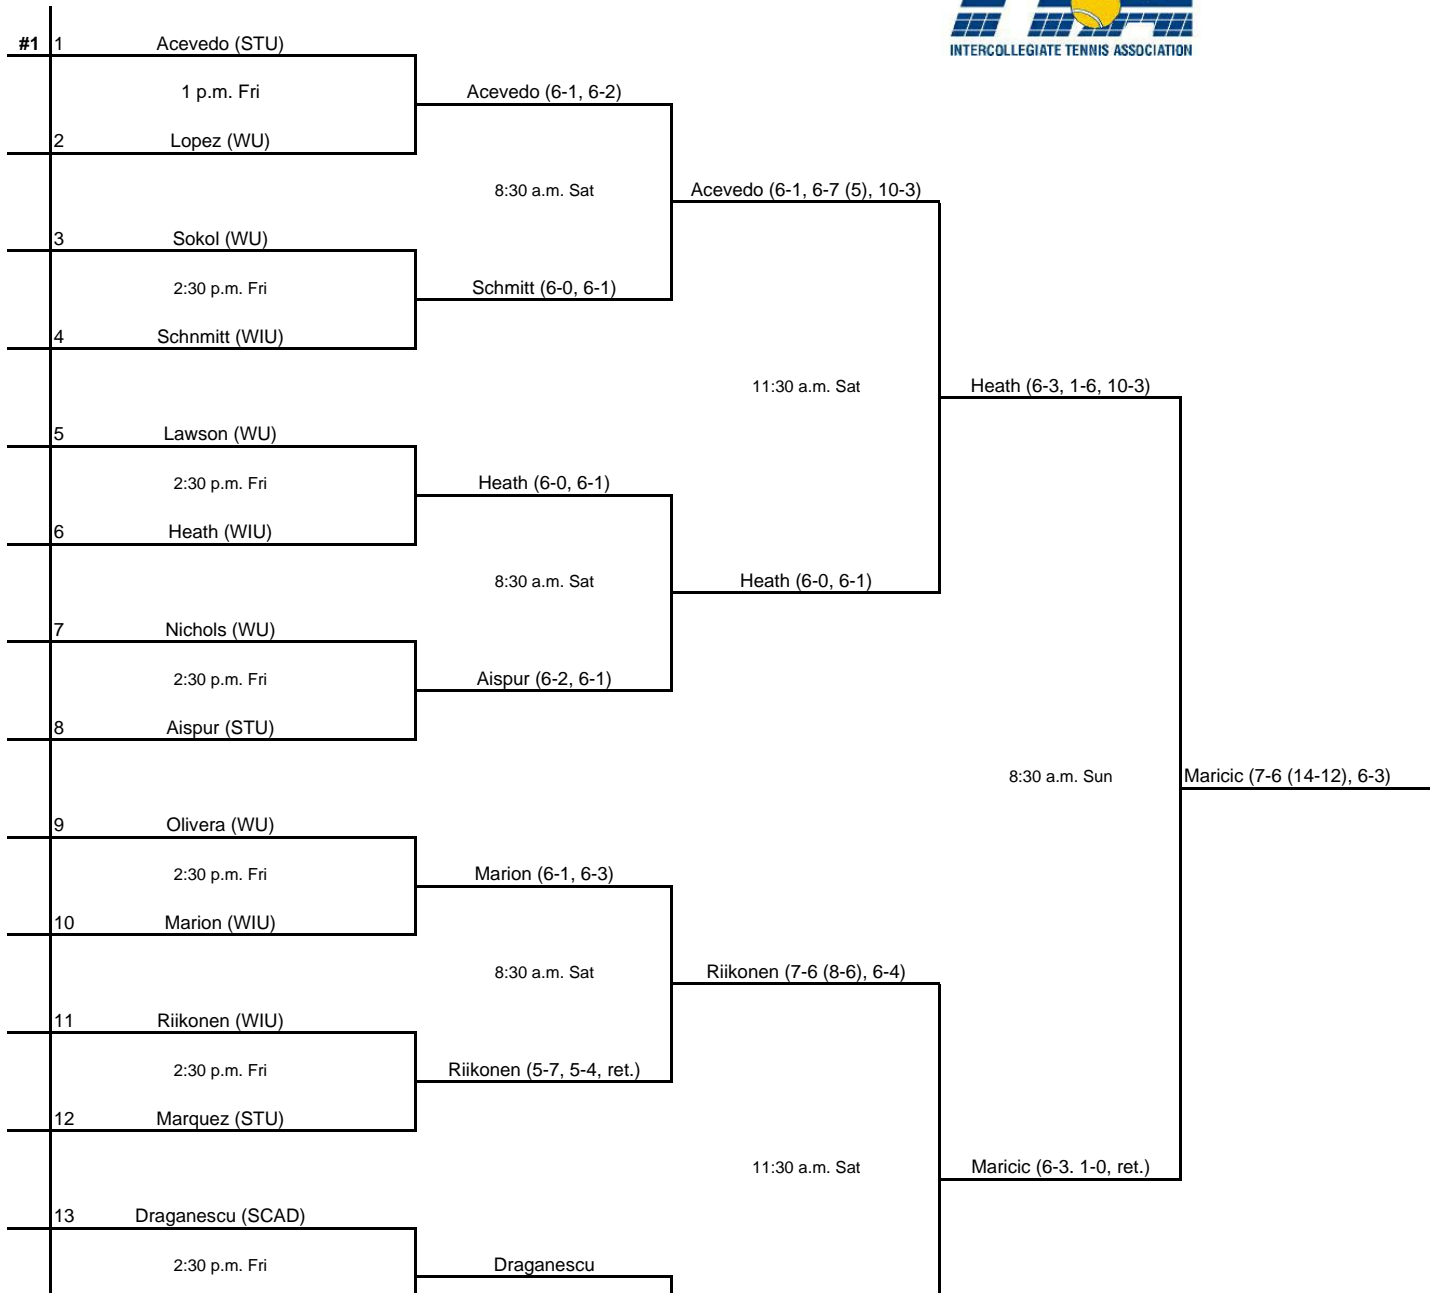 INTERCOLLEGIATE TENNIS ASSOCIATION
#1 1 Acevedo (STU)
1 p.m. Fri
Acevedo (6-1, 6-2)
2 Lopez (WU)
8:30 a.m. Sat
Acevedo (6-1, 6-7 (5), 10-3)
3 Sokol (WU)
2:30 p.m. Fri
Schmitt (6-0, 6-1)
4 Schnmitt (WIU)
11:30 a.m. Sat
Heath (6-3, 1-6, 10-3)
5 Lawson (WU)
2:30 p.m. Fri
Heath (6-0, 6-1)
6 Heath (WIU)
8:30 a.m. Sat
Heath (6-0, 6-1)
7 Nichols (WU)
2:30 p.m. Fri
Aispur (6-2, 6-1)
8 Aispur (STU)
8:30 a.m. Sun
Maricic (7-6 (14-12), 6-3)
9 Olivera (WU)
2:30 p.m. Fri
Marion (6-1, 6-3)
10 Marion (WIU)
8:30 a.m. Sat
Riikonen (7-6 (8-6), 6-4)
11 Riikonen (WIU)
2:30 p.m. Fri
Riikonen (5-7, 5-4, ret.)
12 Marquez (STU)
11:30 a.m. Sat
Maricic (6-3. 1-0, ret.)
13 Draganescu (SCAD)
2:30 p.m. Fri
Draganescu